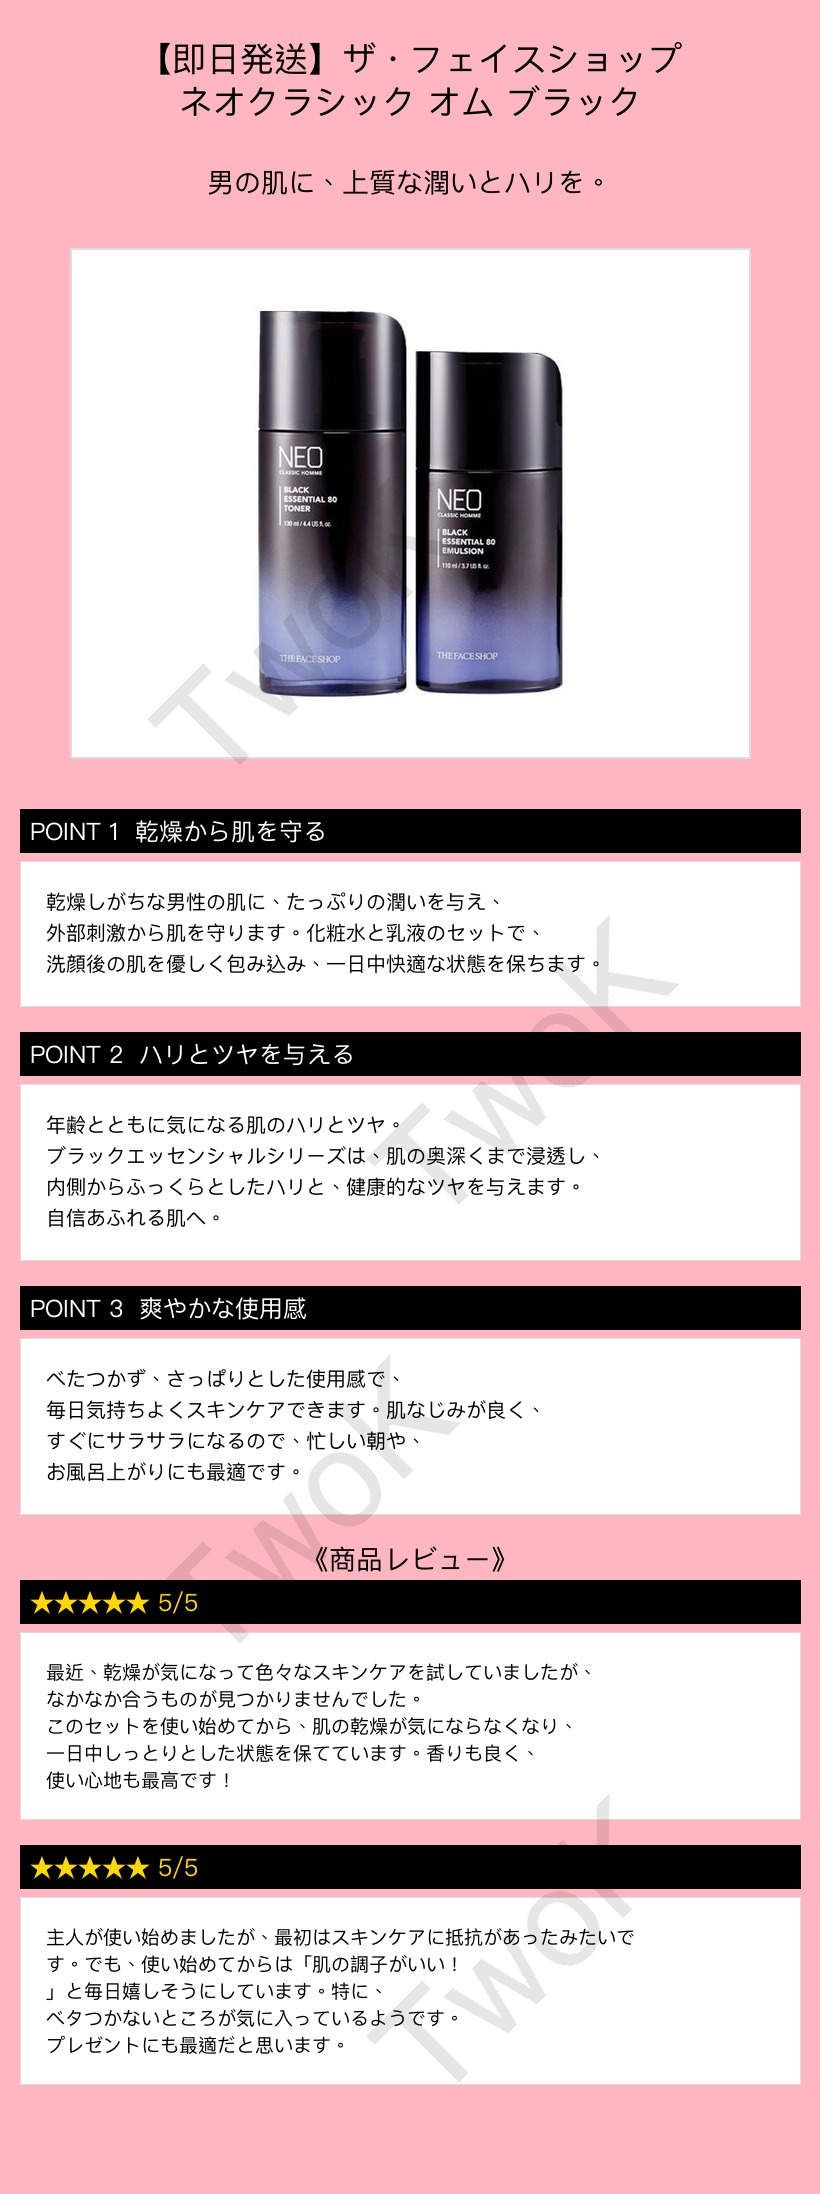 【即日発送】ザ・フェイスショップ
ネオクラシック オム ブラック
男の肌に、上質な潤いとハリを。
NEO
CLASSIC HOMME
BLACK
ESSENTIAL 80
TONER
130 ml / 4.4 US fl. oz.
THE FACE SHOP
NEO
CLASSIC HOMME
BLACK
ESSENTIAL 80
EMULSION
110 ml / 3.7 US fl. oz.
THE FACE SHOP
TwoK
POINT 1 乾燥から肌を守る
乾燥しがちな男性の肌に、たっぷりの潤いを与え、
外部刺激から肌を守ります。化粧水と乳液のセットで、
洗顔後の肌を優しく包み込み、一日中快適な状態を保ちます。
TwoK
POINT 2 ハリとツヤを与える
年齢とともに気になる肌のハリとツヤ。
ブラックエッセンシャルシリーズは、肌の奥深くまで浸透し、
内側からふっくらとしたハリと、健康的なツヤを与えます。
自信あふれる肌へ。
POINT 3 爽やかな使用感
べたつかず、さっぱりとした使用感で、
毎日気持ちよくスキンケアできます。肌なじみが良く、
すぐにサラサラになるので、忙しい朝や、
お風呂上がりにも最適です。
TwoK
《商品レビュー》
★★★★★ 5/5
最近、乾燥が気になって色々なスキンケアを試していましたが、
なかなか合うものが見つかりませんでした。
このセットを使い始めてから、肌の乾燥が気にならなくなり、
一日中しっとりとした状態を保てています。香りも良く、
使い心地も最高です！
★★★★★ 5/5
主人が使い始めましたが、最初はスキンケアに抵抗があったみたいで
す。でも、使い始めてからは「肌の調子がいい！
」と毎日嬉しそうにしています。特に、
ベタつかないところが気に入っているようです。
プレゼントにも最適だと思います。
TwoK